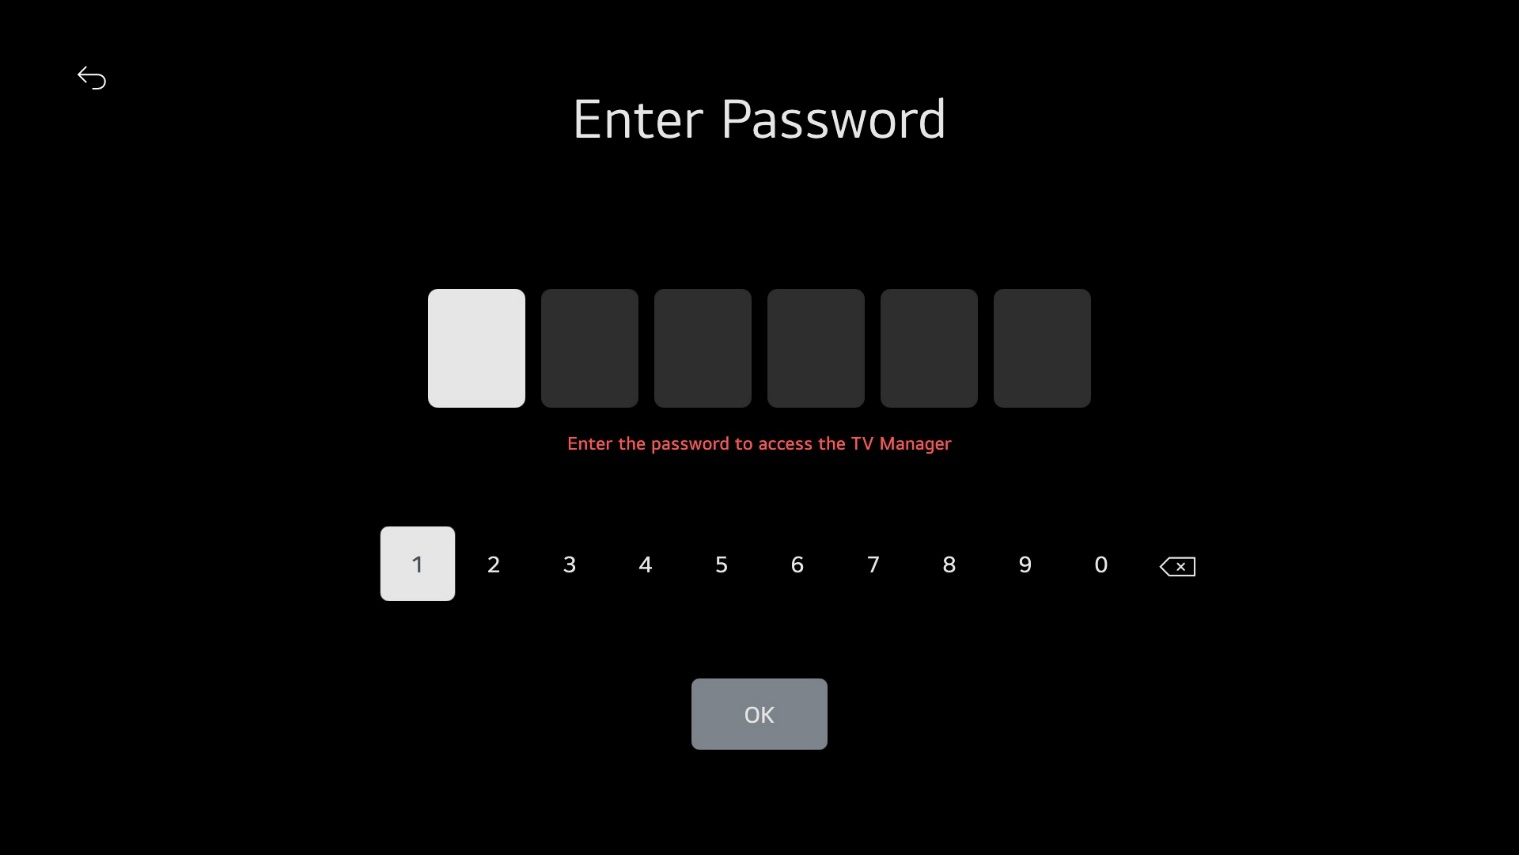 Enter Password
Enter the password to access the TV Manager
1 2 3 4 5 6 7 8 9 0
OK